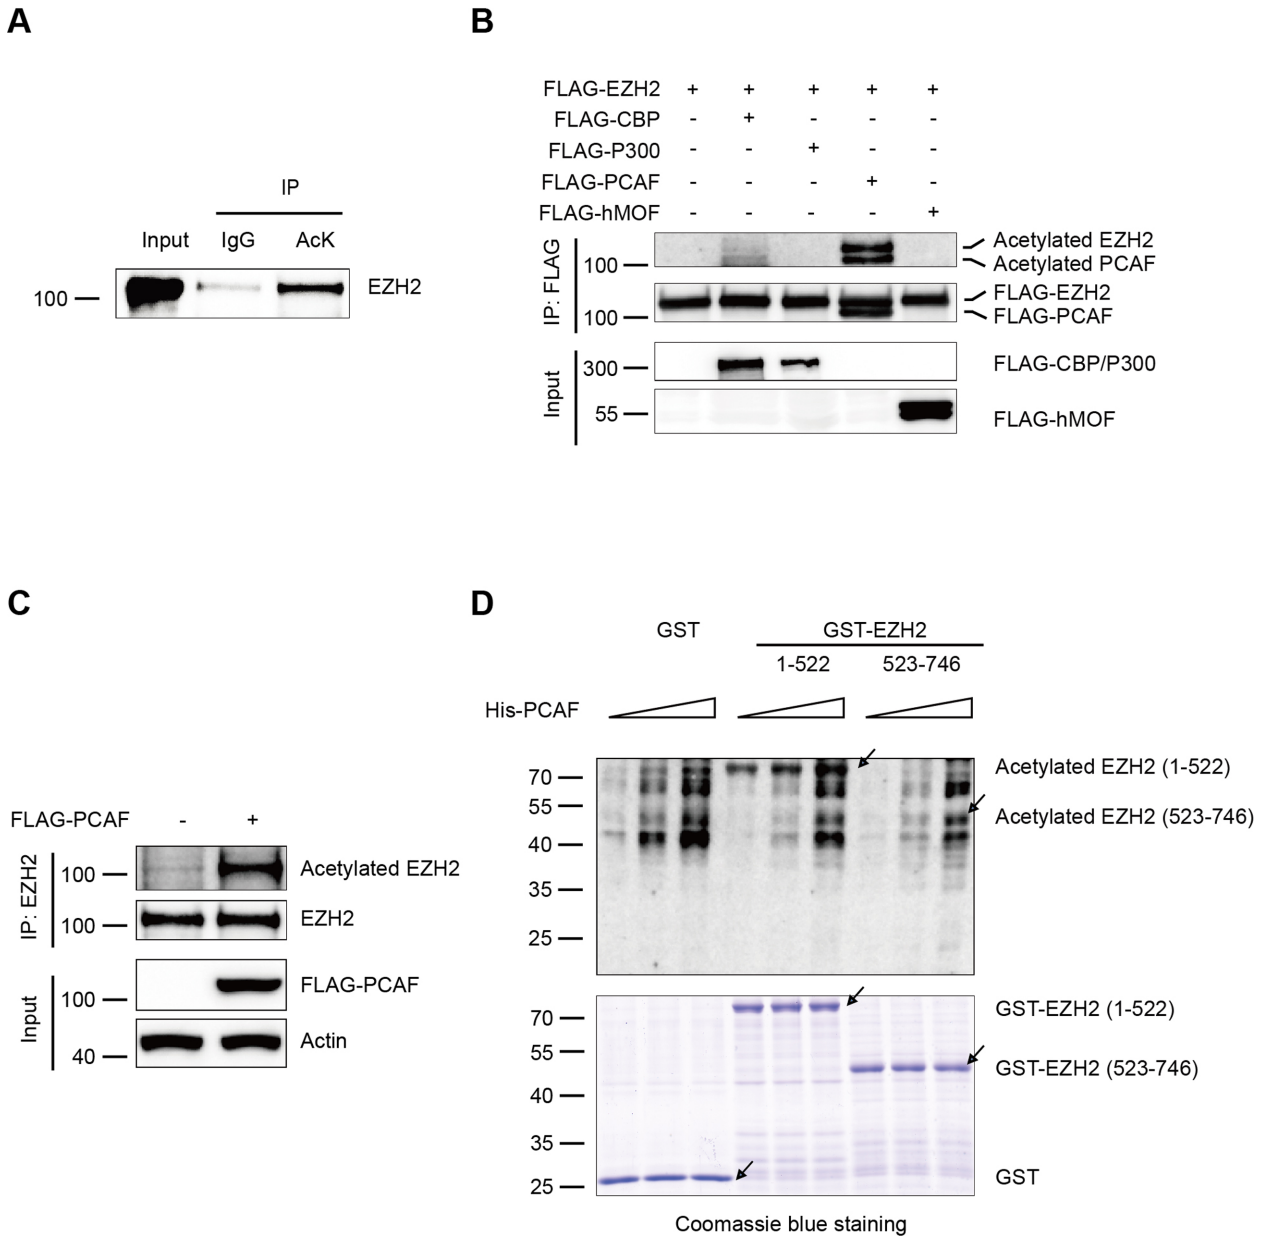 A
IP
Input IgG AcK
100 EZH2
B
FLAG-EZH2 + + + + +
FLAG-CBP - + - - -
FLAG-P300 - - + - -
FLAG-PCAF - - - + -
FLAG-hMOF - - - - +
IP: FLAG
Acetylated EZH2
100 Acetylated PCAF
FLAG-EZH2
100 FLAG-PCAF
Input
300 FLAG-CBP/P300
55 FLAG-hMOF
C
FLAG-PCAF - +
IP: EZH2
100 Acetylated EZH2
100 EZH2
Input
100 FLAG-PCAF
40 Actin
D
GST GST-EZH2
1-522 523-746
His-PCAF
70 Acetylated EZH2 (1-522)
55 Acetylated EZH2 (523-746)
40
35
25
70 GST-EZH2 (1-522)
55 GST-EZH2 (523-746)
40
35
25 GST
Coomassie blue staining